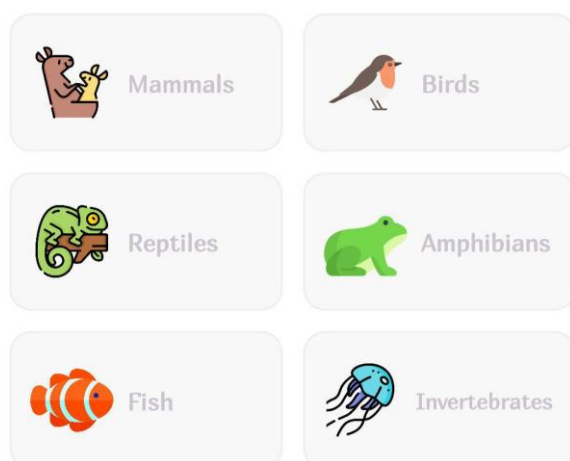 Mammals
Birds
Reptiles
Amphibians
Fish
Invertebrates